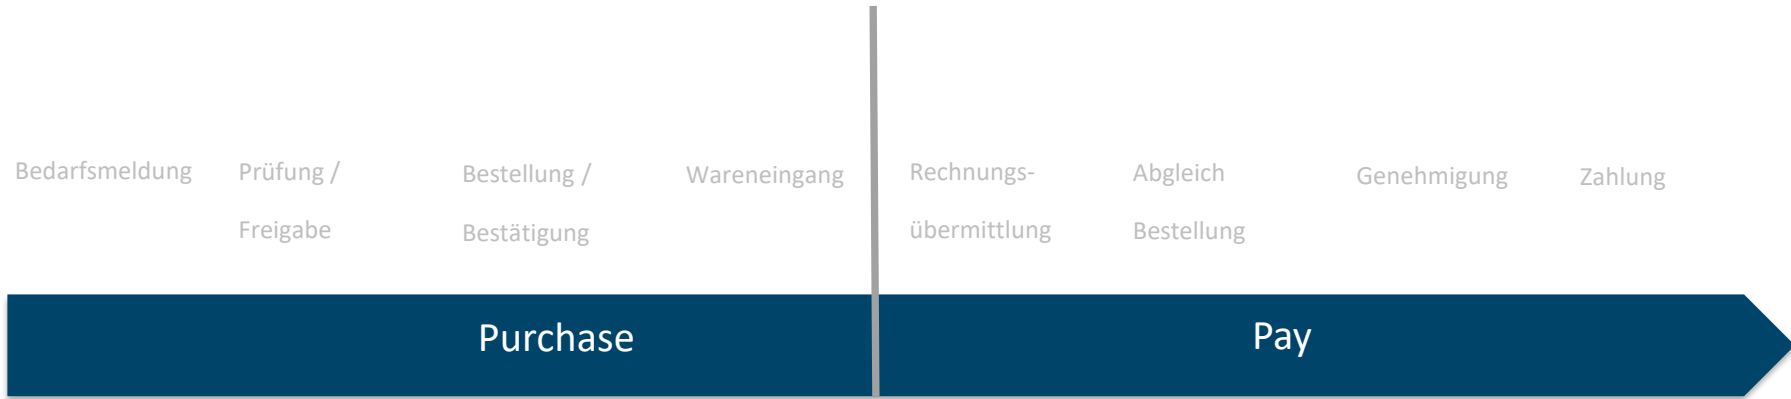 Bedarfsmeldung
Prüfung /
Freigabe
Bestellung /
Bestätigung
Wareneingang
Rechnungs-
übermittlung
Abgleich
Bestellung
Genehmigung
Zahlung
Purchase
Pay